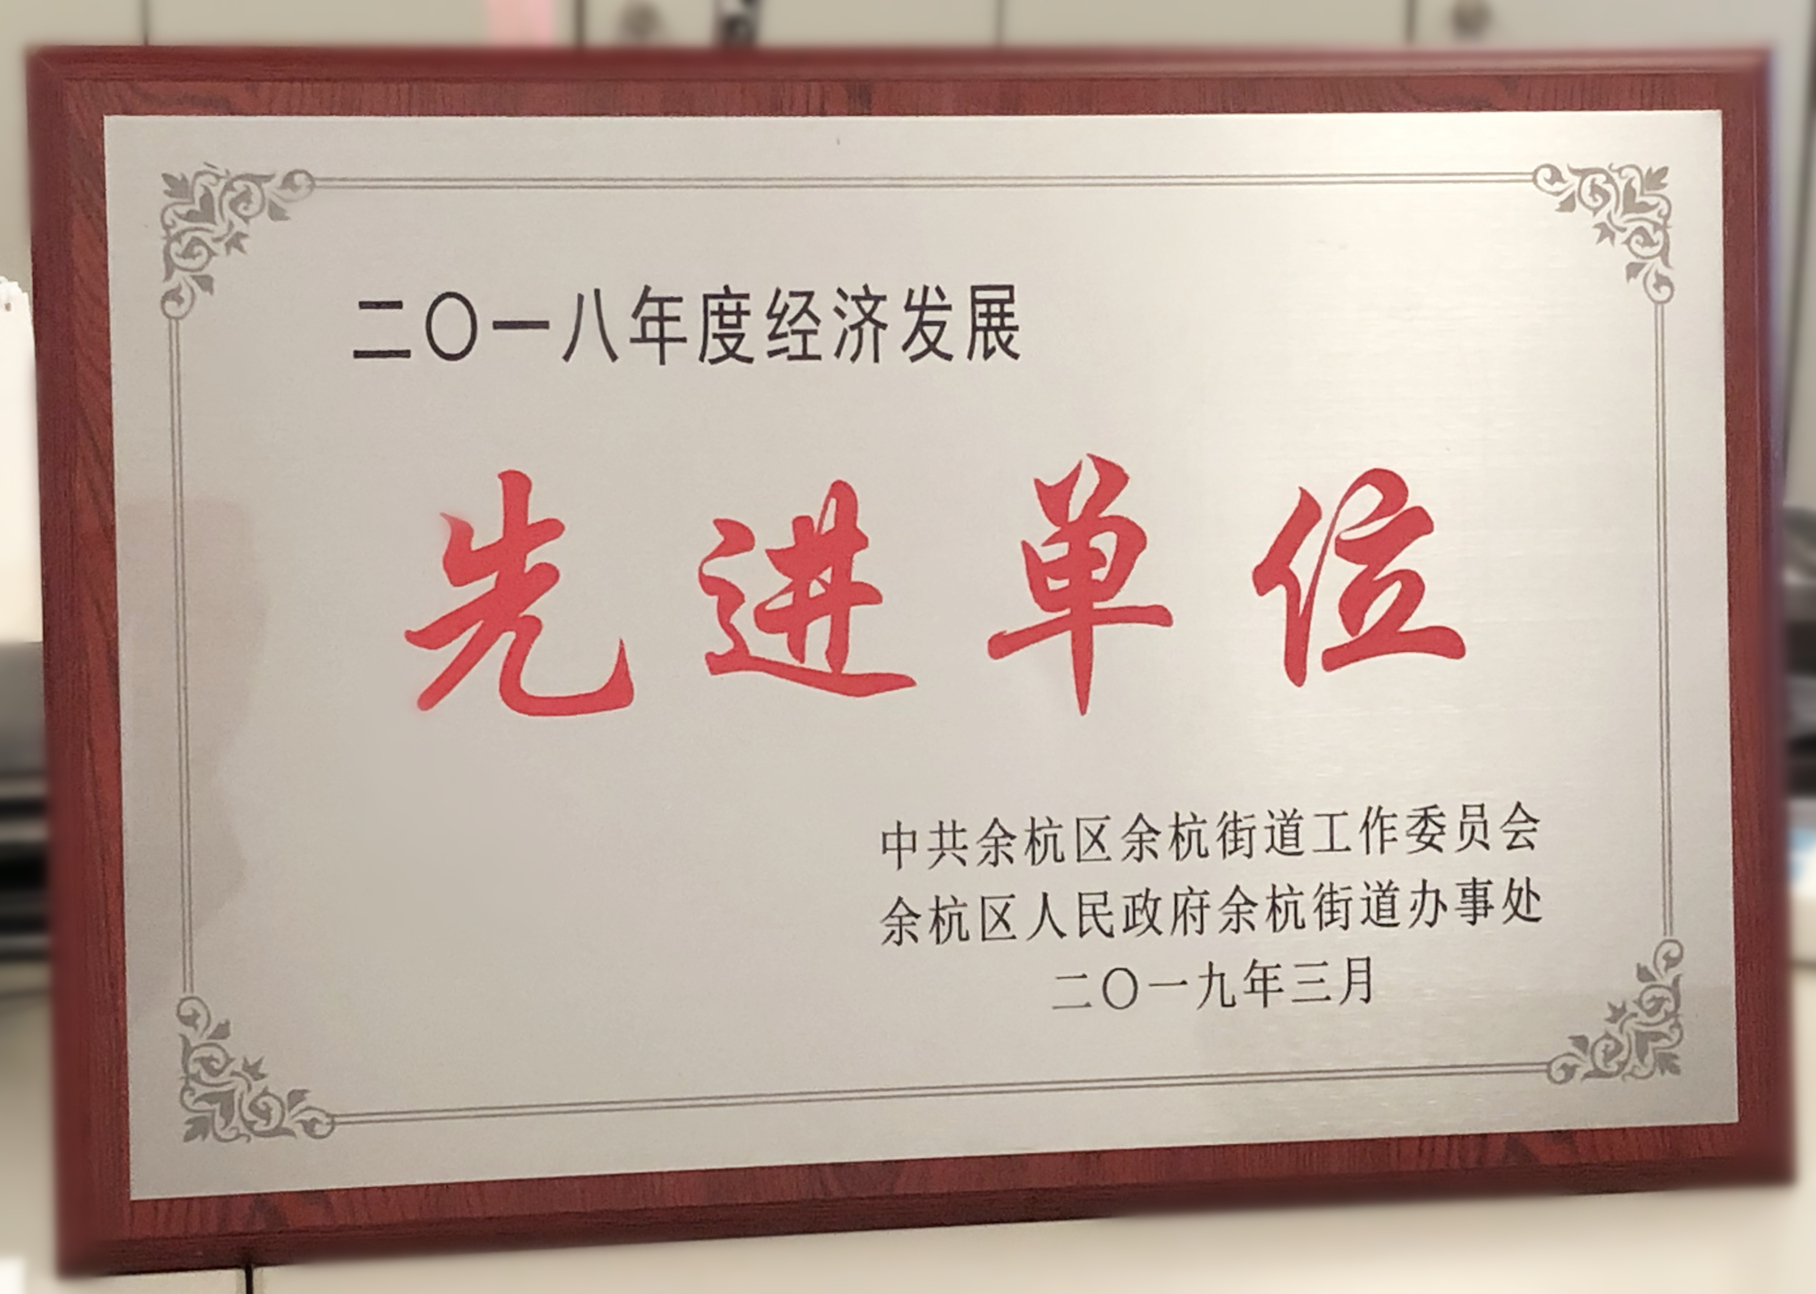 二〇一八年度经济发展
先进单位
中共余杭区余杭街道工作委员会
余杭区人民政府余杭街道办事处
二〇一九年三月